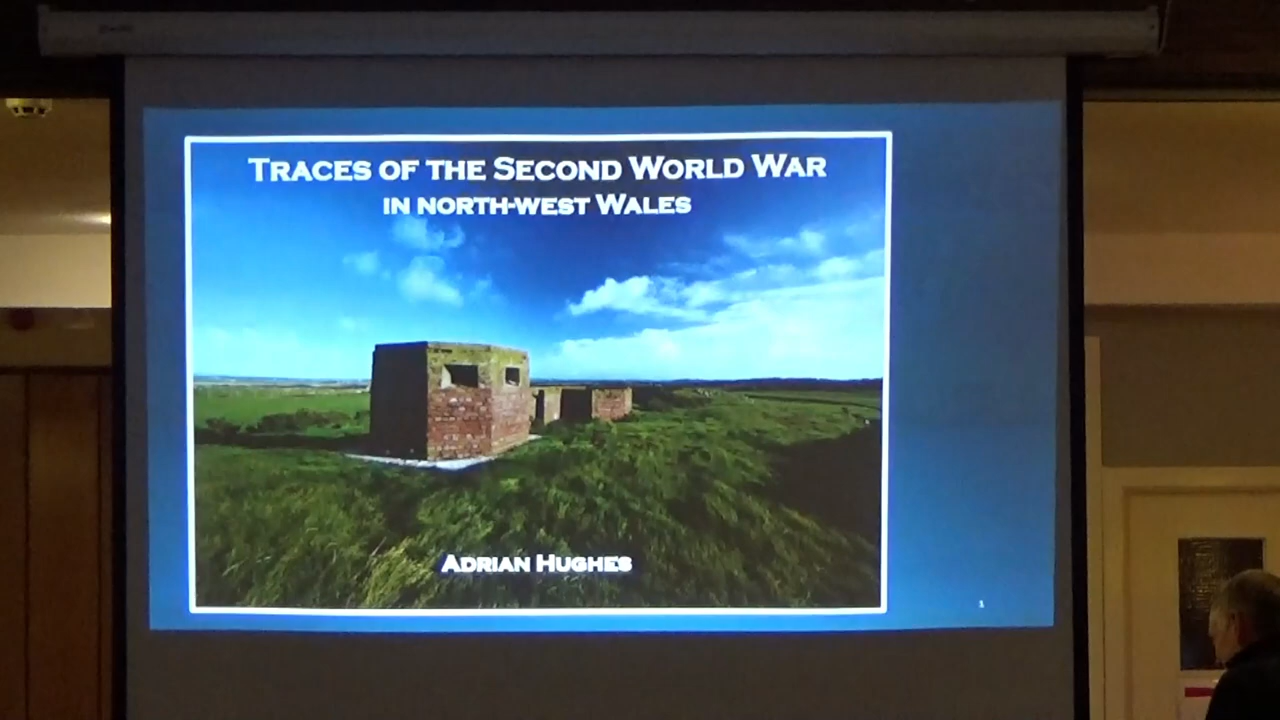 TRACES OF THE SECOND WORLD WAR
IN NORTH-WEST WALES
ADRIAN HUGHES
1